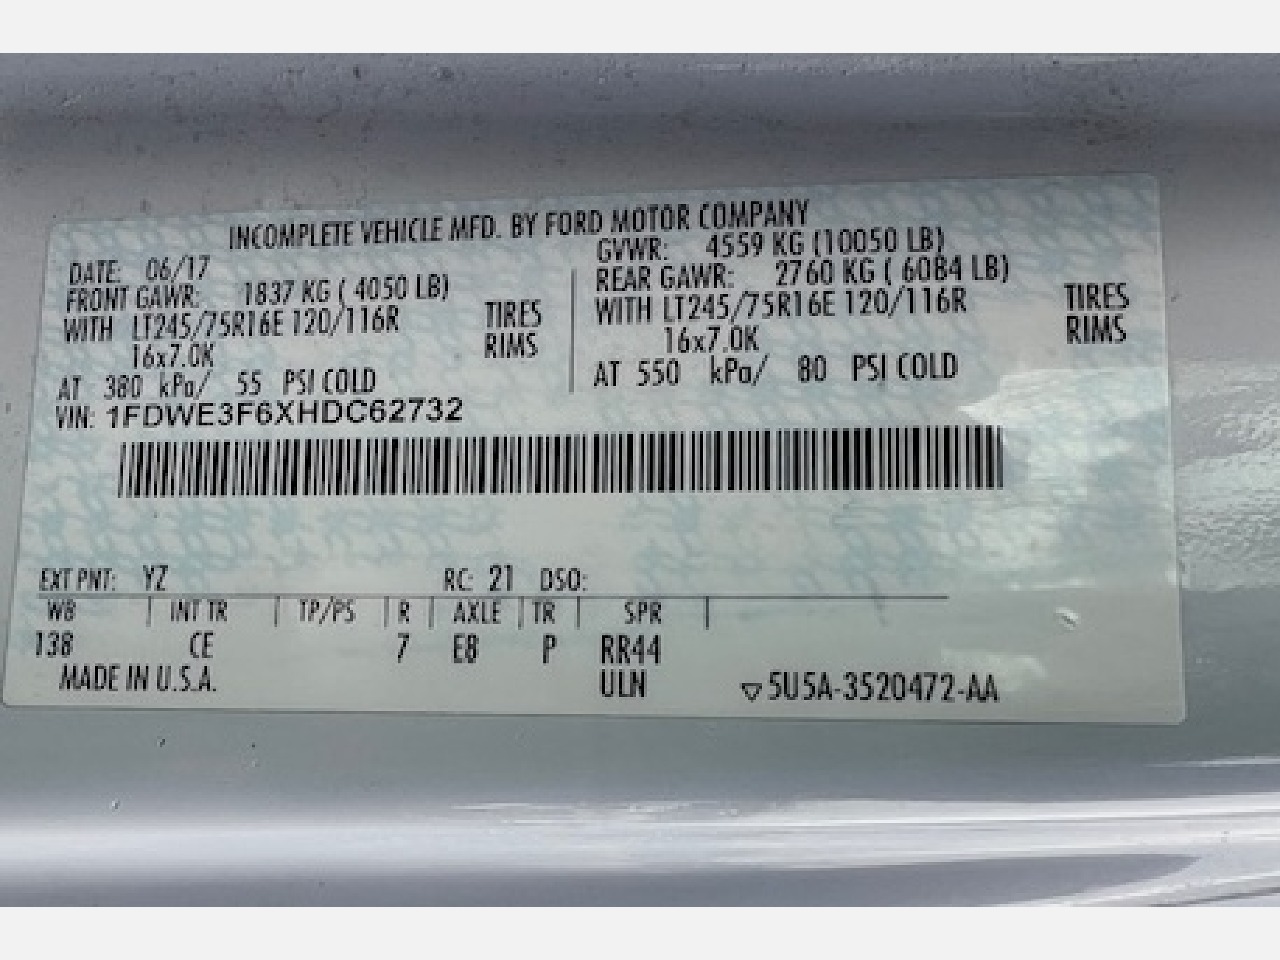 INCOMPLETE VEHICLE MFD. BY FORD MOTOR COMPANY
DATE: 06/17 GVWR: 4559 KG (10050 LB)
FRONT GAWR: 1837 KG ( 4050 LB) REAR GAWR: 2760 KG ( 6084 LB)
WITH LT245/75R16E 120/116R TIRES WITH LT245/75R16E 120/116R TIRES
16x7.0K RIMS 16x7.0K RIMS
AT 380 kPa/ 55 PSI COLD AT 550 kPa/ 80 PSI COLD
VIN: 1FDWE3F6XHDC62732
EXT PNT: YZ RC: 21 DSO:
WB INT TR TP/PS R AXLE TR SPR
138 CE 7 E8 P RR44
MADE IN U.S.A. ULN 5U5A-3520472-AA